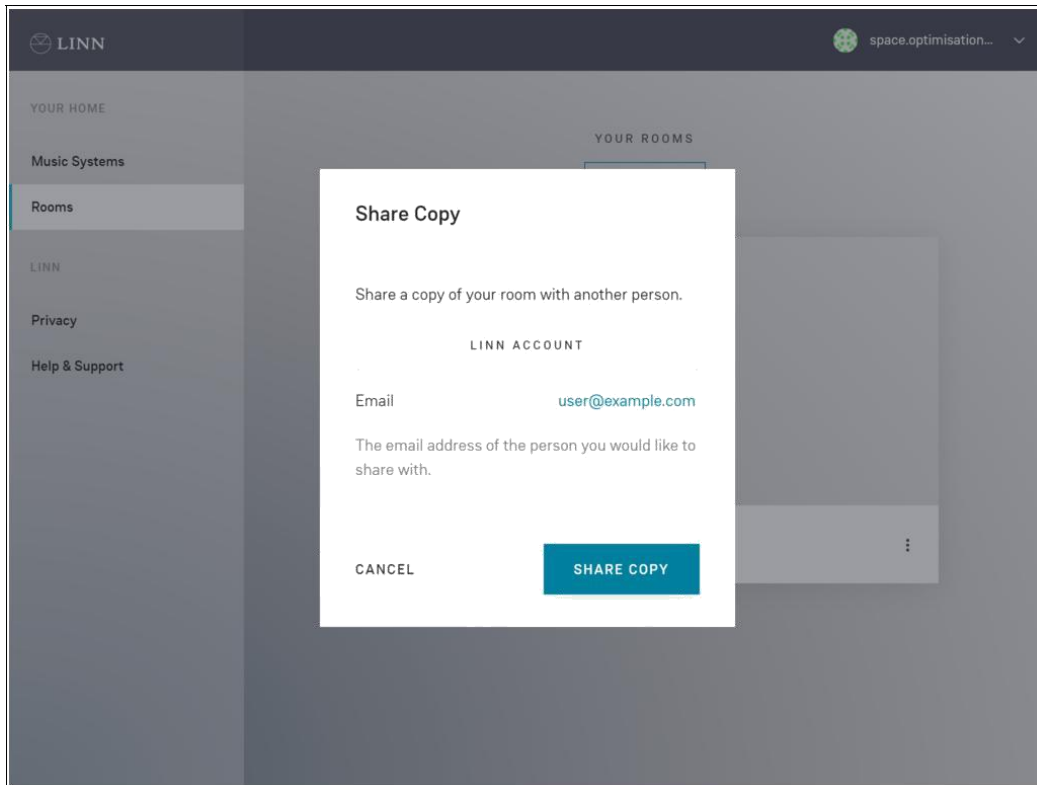 LINN
space.optimisation...
YOUR HOME
Music Systems
Rooms
LINN
Privacy
Help & Support
YOUR ROOMS
Share Copy
Share a copy of your room with another person.
LINN ACCOUNT
Email user@example.com
The email address of the person you would like to
share with.
CANCEL SHARE COPY